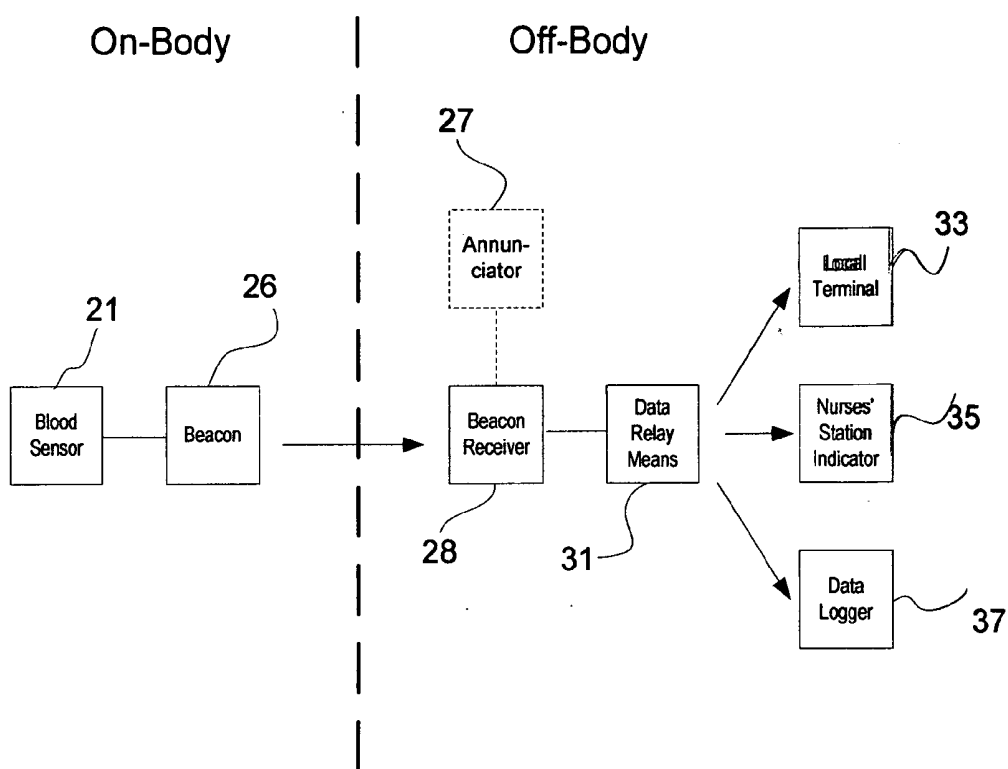 On-Body
Off-Body
27
Annun-
ciator
33
Local
Terminal
21
26
Blood
Sensor
Beacon
Beacon
Receiver
Data
Relay
Means
Nurses'
Station
Indicator
35
28
31
Data
Logger
37